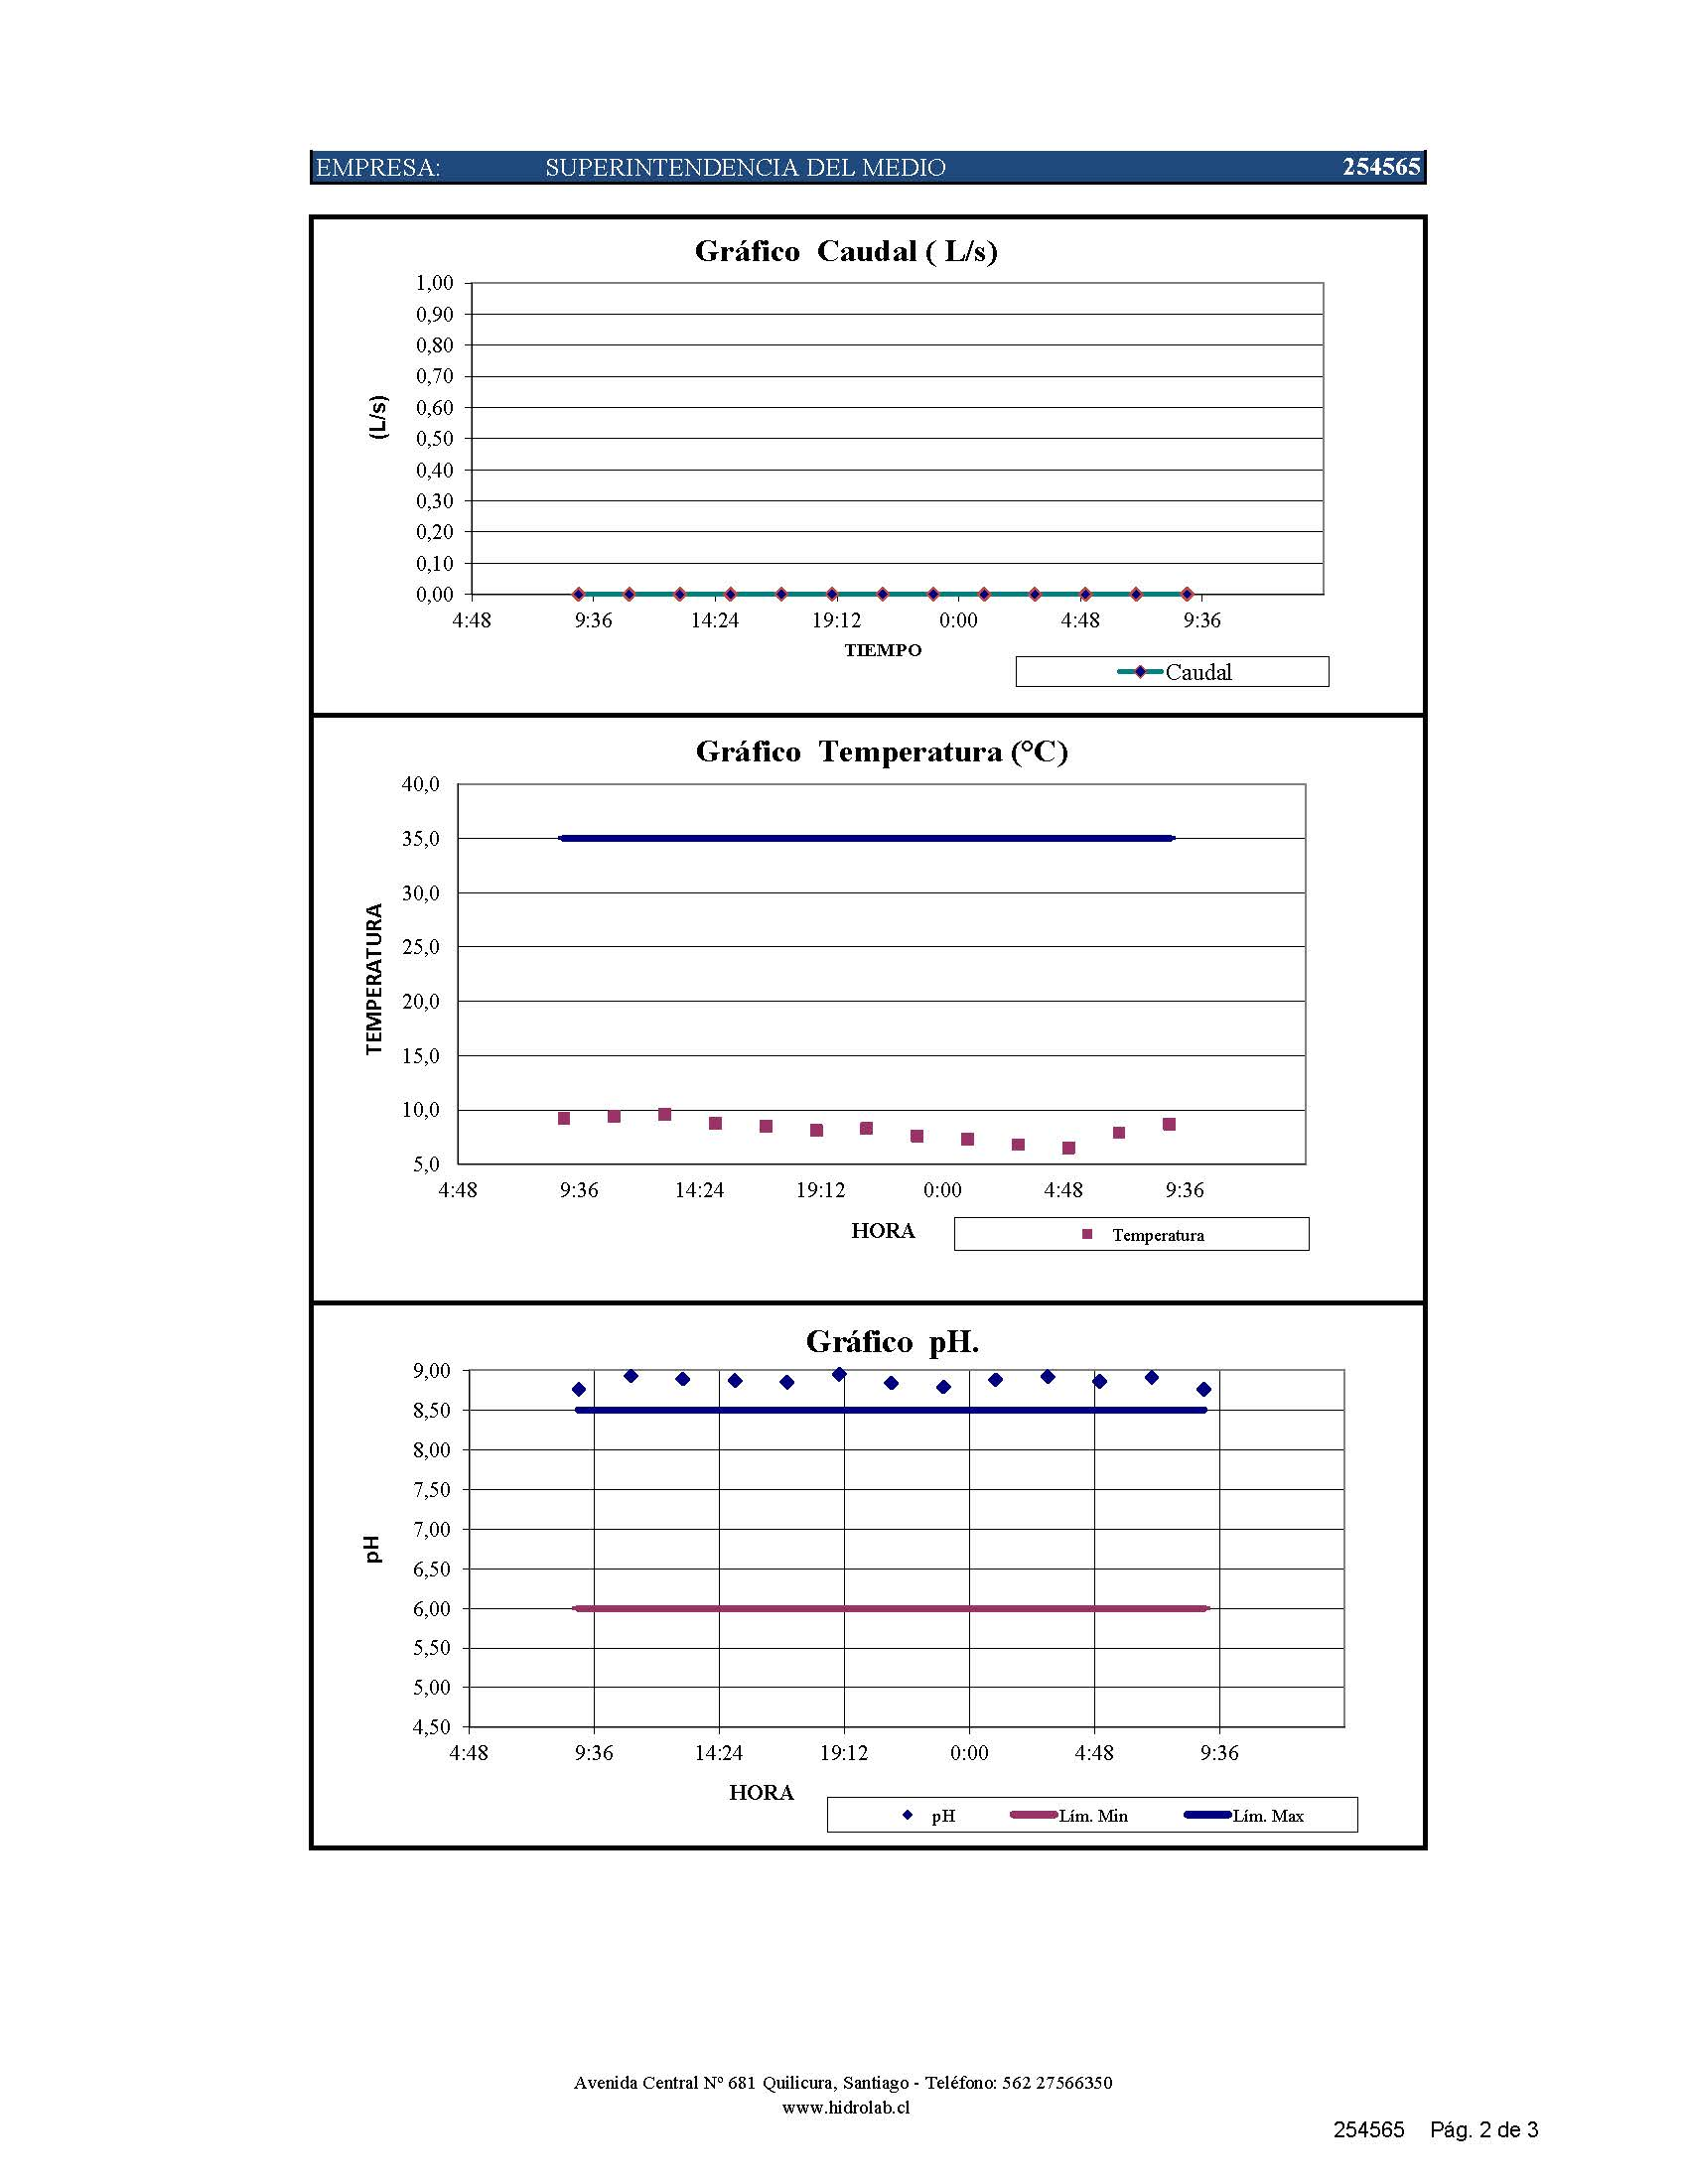 EMPRESA: SUPERINTENDENCIA DEL MEDIO 254565
Gráfico Caudal ( L/s)
1,00
0,90
0,80
0,70
0,60
0,50
0,40
0,30
0,20
0,10
0,00
(L/s)
4:48 9:36 14:24 19:12 0:00 4:48 9:36
TIEMPO
Caudal
Gráfico Temperatura (°C)
40,0
35,0
30,0
25,0
20,0
15,0
10,0
5,0
TEMPERATURA
4:48 9:36 14:24 19:12 0:00 4:48 9:36
HORA
Temperatura
Gráfico pH.
9,00
8,50
8,00
7,50
7,00
6,50
6,00
5,50
5,00
4,50
pH
4:48 9:36 14:24 19:12 0:00 4:48 9:36
HORA
pH Lím. Min Lím. Max
Avenida Central Nº 681 Quilicura, Santiago - Teléfono: 562 27566350
www.hidrolab.cl
254565 Pág. 2 de 3